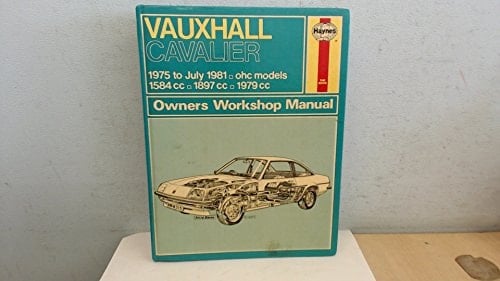 VAUXHALL
CAVALIER
Haynes
1975 to July 1981 □ ohc models
1584 cc □ 1897 cc □ 1979 cc
Owners Workshop Manual